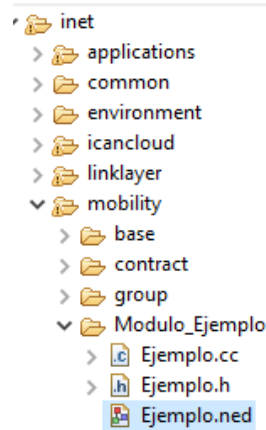 inet
applications
common
environment
icancloud
linklayer
mobility
base
contract
group
Modulo_Ejemplo
.c Ejemplo.cc
.h Ejemplo.h
Ejemplo.ned